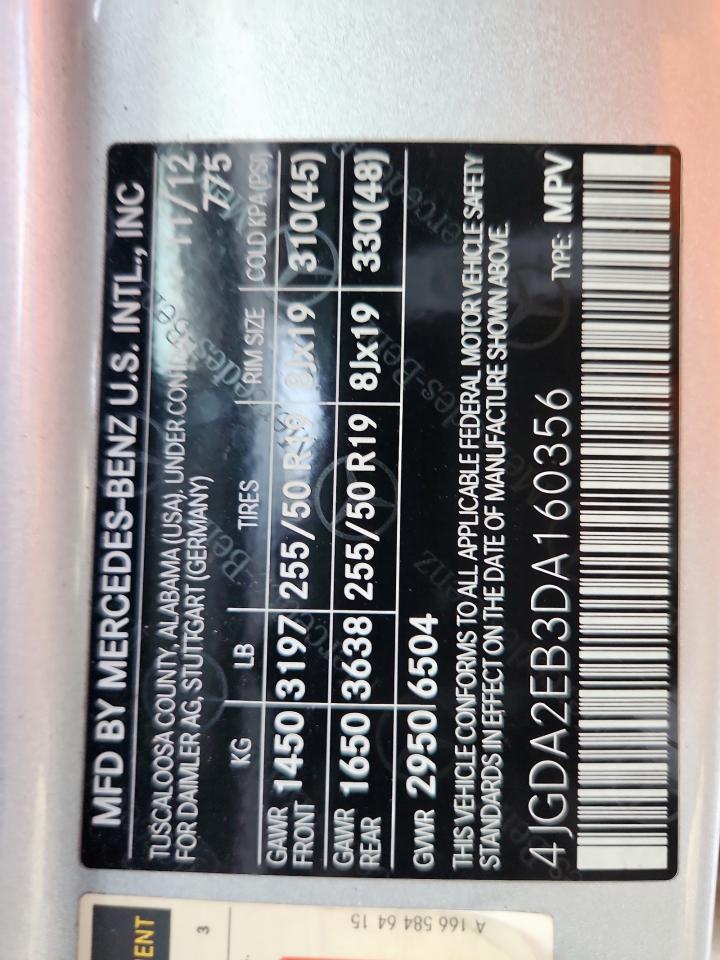 MFD BY MERCEDES-BENZ U.S. INTL., INC
TUSCALOOSA COUNTY, ALABAMA (USA), UNDER 11/12
FOR DAIMLER AG, STUTTGART (GERMANY) 775
KG LB TIRES RIM SIZE COLD KPA (PSI)
GAWR FRONT 1450 3197 255/50 R19 8Jx19 310(45)
GAWR REAR 1650 3638 255/50 R19 8Jx19 330(48)
GVWR 2950 6504
THIS VEHICLE CONFORMS TO ALL APPLICABLE FEDERAL MOTOR VEHICLE SAFETY
STANDARDS IN EFFECT ON THE DATE OF MANUFACTURE SHOWN ABOVE.
4JGDA2EB3DA160356 TYPE: MPV
3
A 166 584 64 15